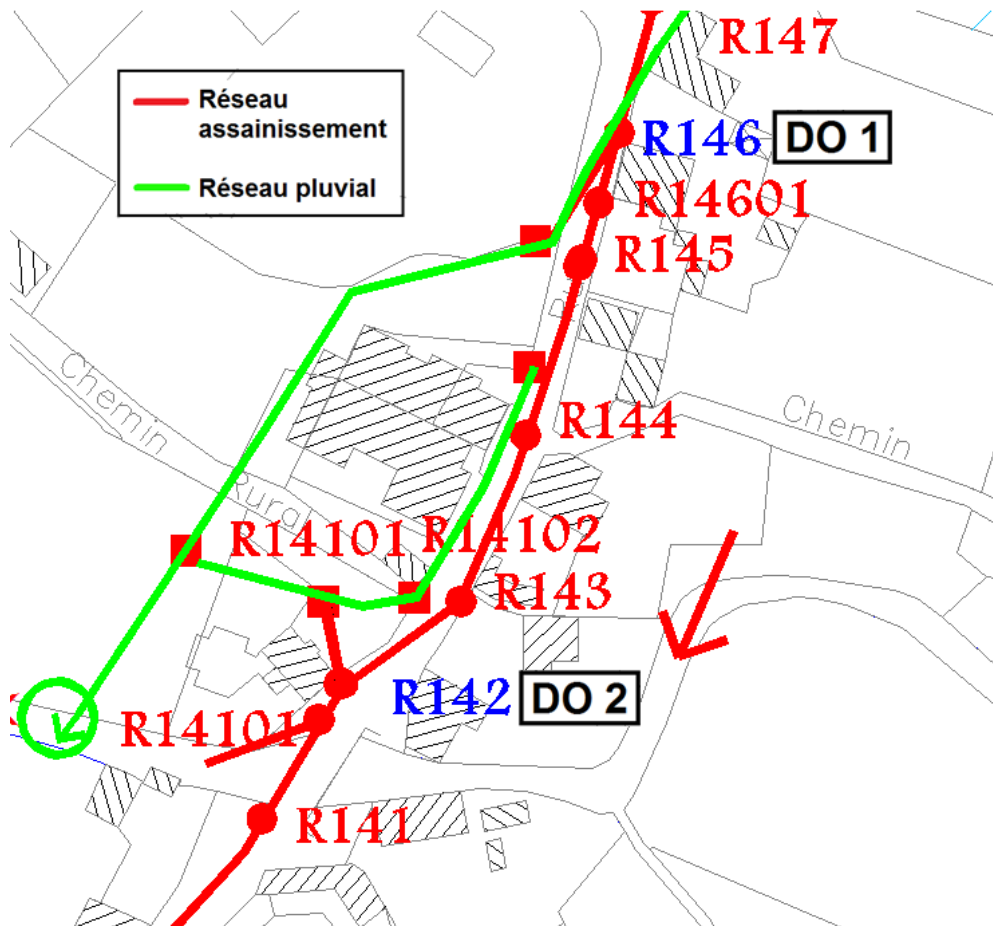 R147
Réseau
assainissement
Réseau pluvial
R146 DO 1
R14601
R145
Chemin
Chemin
R144
Rural
R14101 R14102
R143
R142 DO 2
R14101
R141